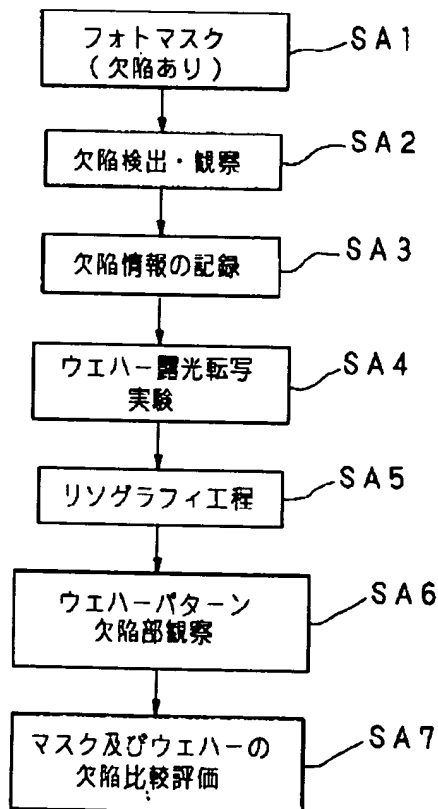 フォトマスク
(欠陥あり)
SA1
欠陥検出・観察
SA2
欠陥情報の記録
SA3
ウエハー露光転写
実験
SA4
リソグラフィ工程
SA5
ウエハーパターン
欠陥部観察
SA6
マスク及びウエハーの
欠陥比較評価
SA7